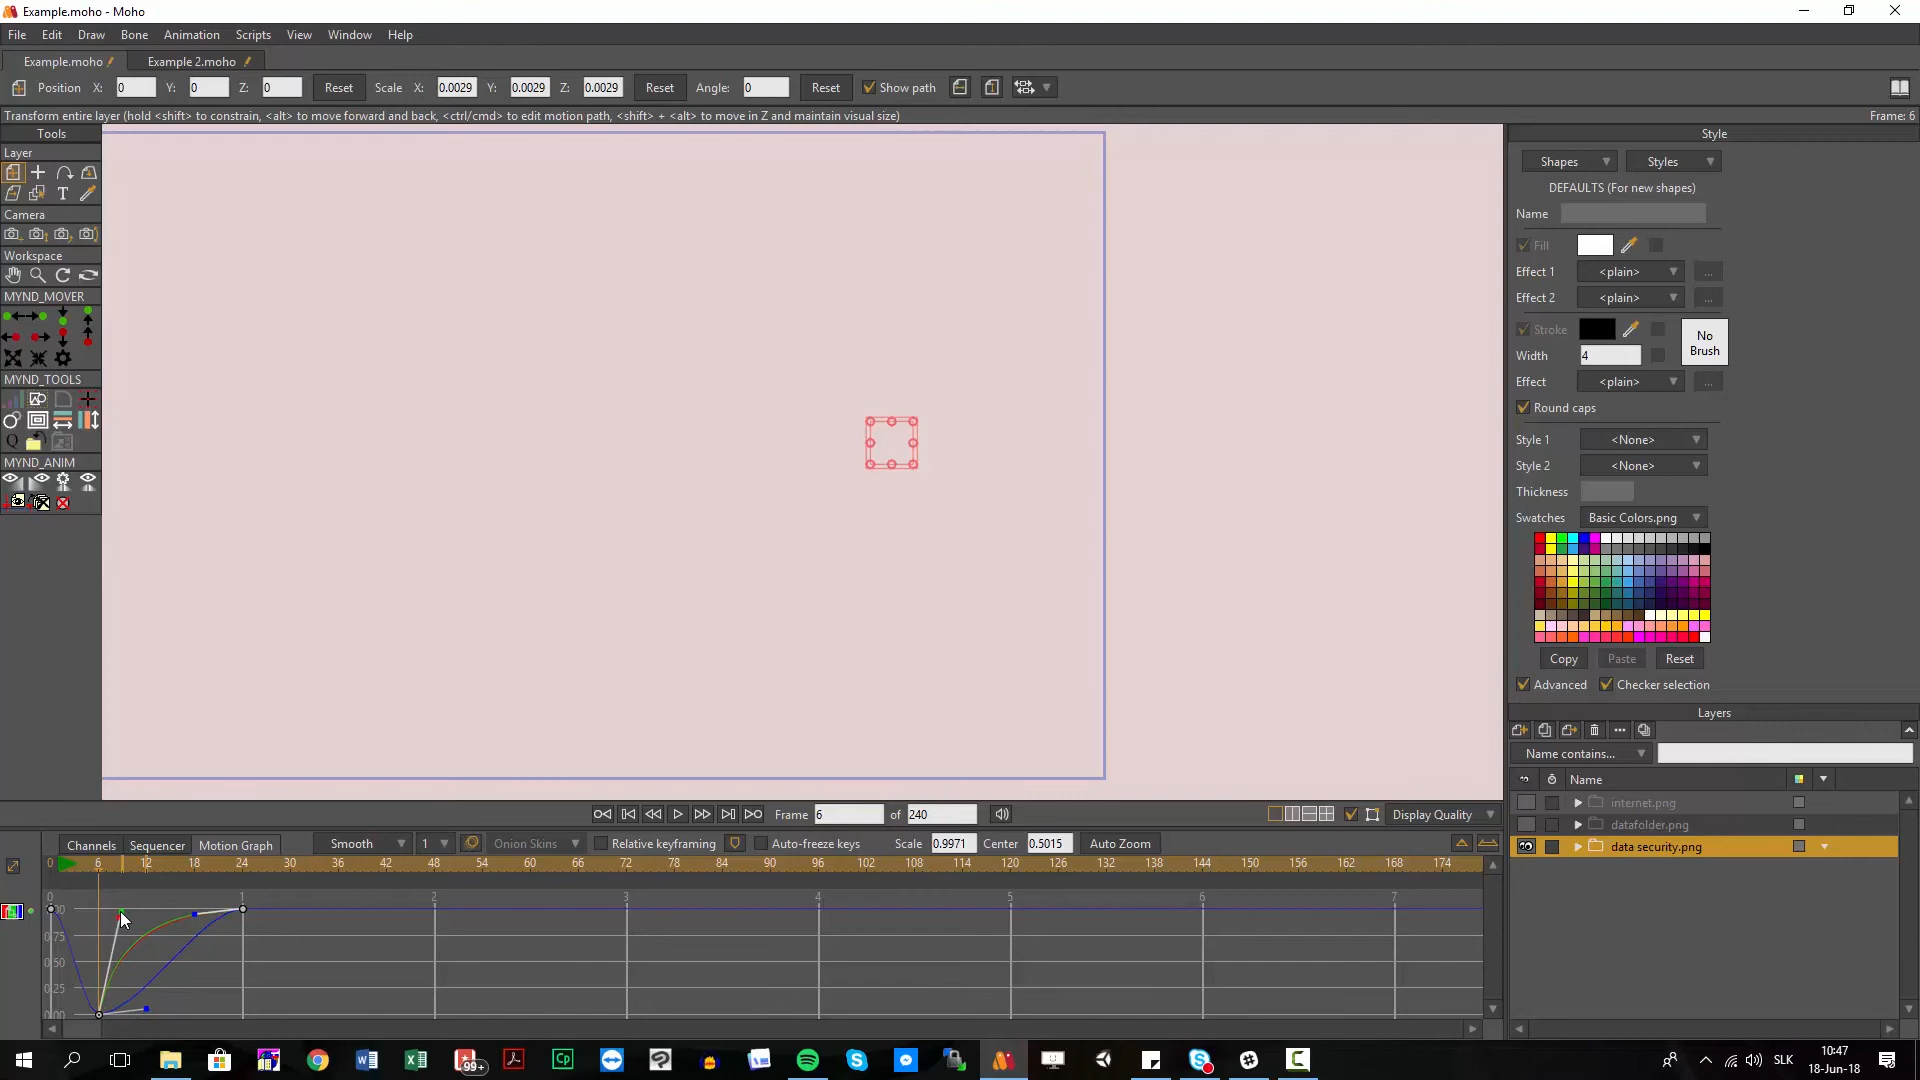 Example.moho - Moho
File Edit Draw Bone Animation Scripts View Window Help
Example.moho Example 2.moho
Position X: 0 Y: 0 Z: 0 Reset Scale X: 0.0029 Y: 0.0029 Z: 0.0029 Reset Angle: 0 Reset Show path
Transform entire layer (hold <shift> to constrain, <alt> to move forward and back, <ctrl/cmd> to edit motion path, <shift> + <alt> to move in Z and maintain visual size) Frame: 6
Tools
Layer
Camera
Workspace
MYND_MOVER
MYND_TOOLS
MYND_ANIM
Style
Shapes Styles
DEFAULTS (For new shapes)
Name
Fill
Effect 1 <plain> ...
Effect 2 <plain> ...
Stroke No Brush
Width 4
Effect <plain> ...
Round caps
Style 1 <None>
Style 2 <None>
Thickness
Swatches Basic Colors.png
Copy Paste Reset
Advanced Checker selection
Layers
Name contains...
Name
internet.png
datafolder.png
data security.png
Frame 6 of 240 Display Quality
Channels Sequencer Motion Graph Smooth 1 Onion Skins Relative keyframing Auto-freeze keys Scale 0.9971 Center 0.5015 Auto Zoom
0 6 12 18 24 30 36 42 48 54 60 66 72 78 84 90 96 102 108 114 120 126 132 138 144 150 156 162 168 174
0 1 2 3 4 5 6 7
0.75
0.50
0.25
0.00
99+ SLK 10:47
18-Jun-18